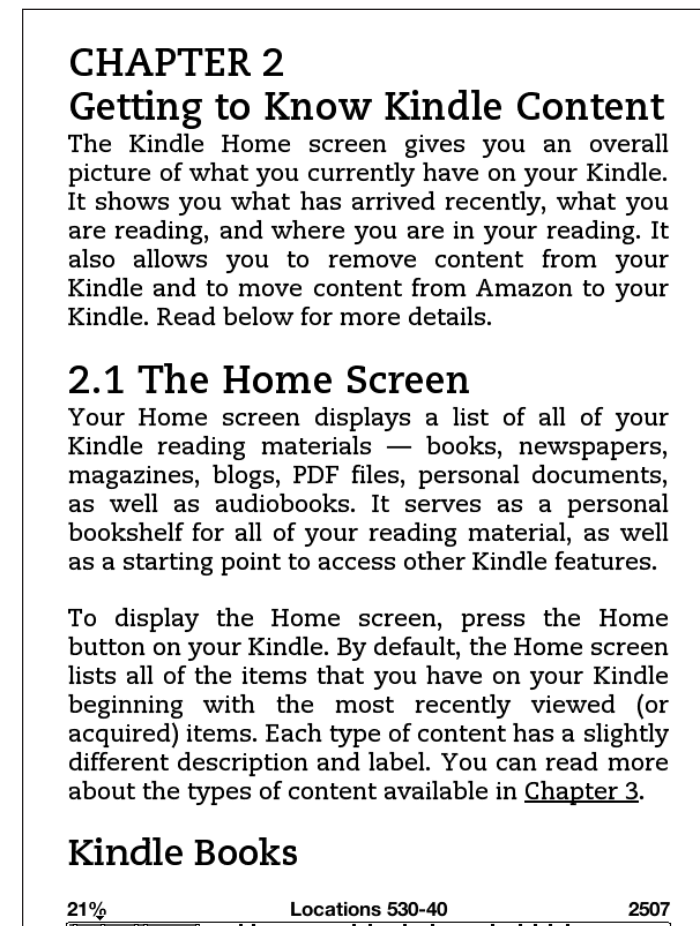 CHAPTER 2
Getting to Know Kindle Content
The Kindle Home screen gives you an overall
picture of what you currently have on your Kindle.
It shows you what has arrived recently, what you
are reading, and where you are in your reading. It
also allows you to remove content from your
Kindle and to move content from Amazon to your
Kindle. Read below for more details.
2.1 The Home Screen
Your Home screen displays a list of all of your
Kindle reading materials — books, newspapers,
magazines, blogs, PDF files, personal documents,
as well as audiobooks. It serves as a personal
bookshelf for all of your reading material, as well
as a starting point to access other Kindle features.
To display the Home screen, press the Home
button on your Kindle. By default, the Home screen
lists all of the items that you have on your Kindle
beginning with the most recently viewed (or
acquired) items. Each type of content has a slightly
different description and label. You can read more
about the types of content available in Chapter 3.
Kindle Books
21% Locations 530-40 2507